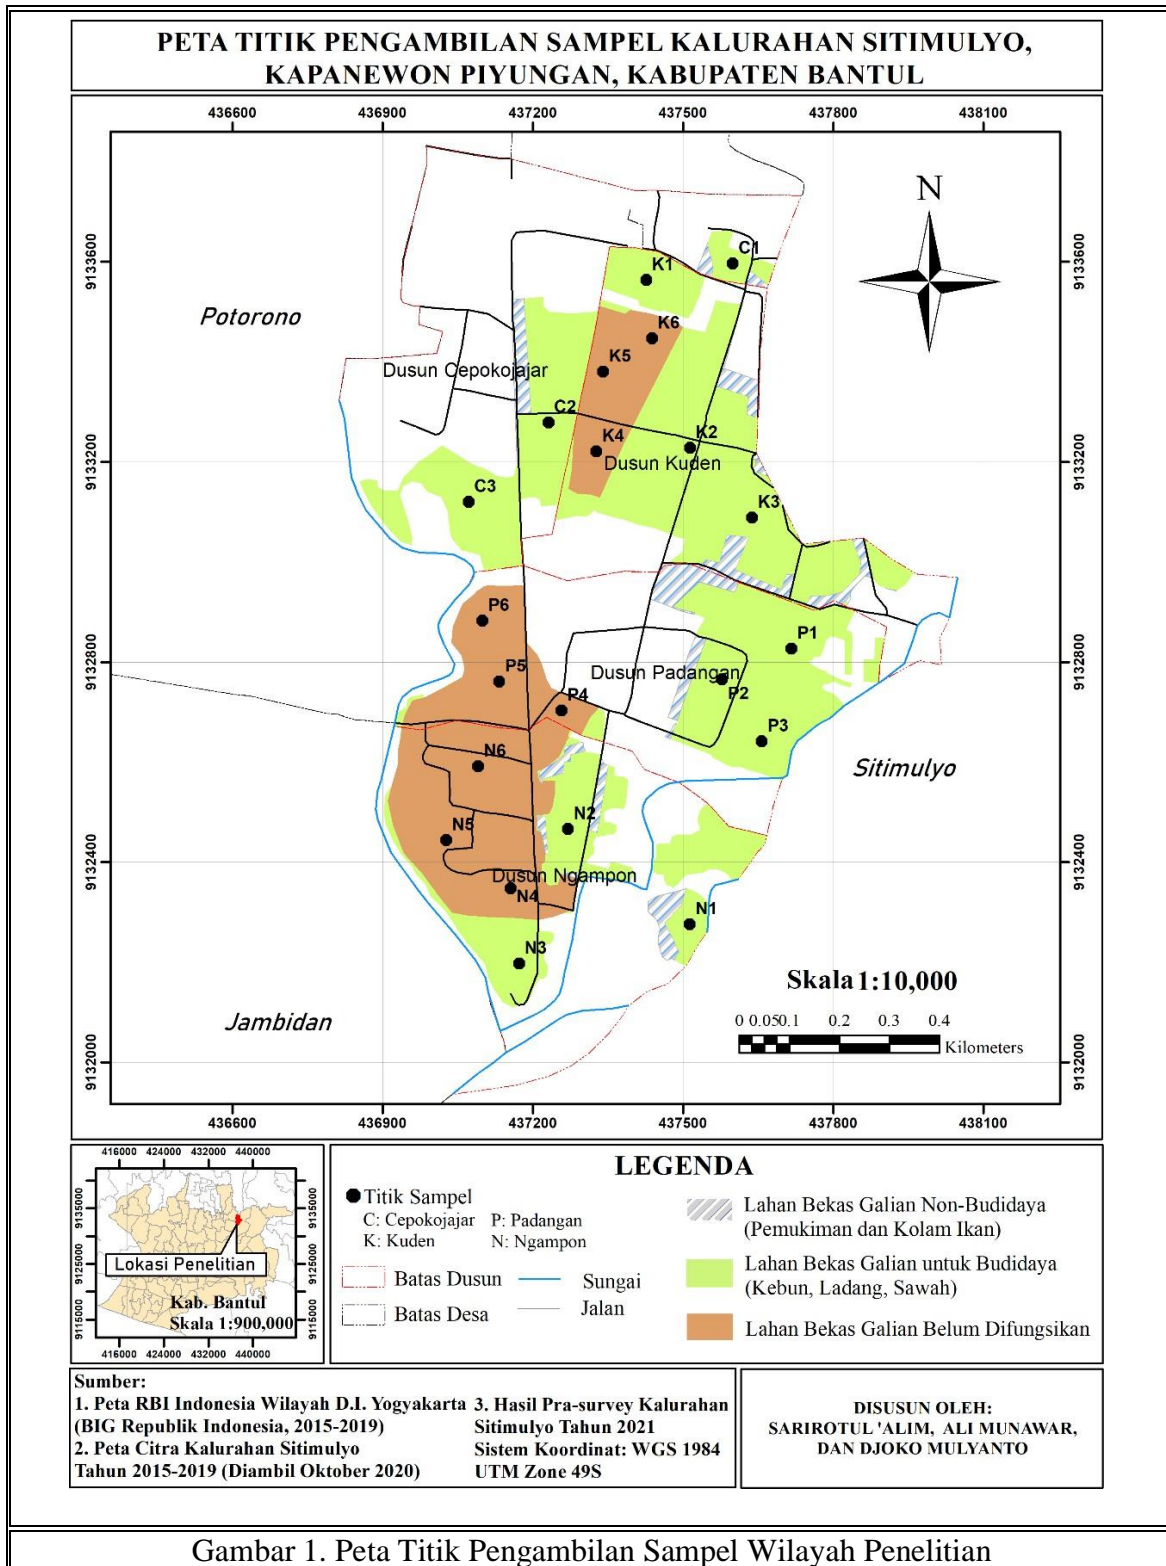 PETA TITIK PENGAMBILAN SAMPEL KALURAHAN SITIMULYO,
KAPANEWON PIYUNGAN, KABUPATEN BANTUL
436600 436900 437200 437500 437800 438100
N
9133600 9133600
C1
K1
K6
Potorono
K5
Dusun Cepokojajar
C2
K2
K4
Dusun Kuden
9133200 9133200
C3
K3
P6
P1
9132800 9132800
P5
Dusun Padangan
P4
P2
P3
N6
Sitimulyo
N2
N5
9132400 9132400
Dusun Ngampon
N4
N1
N3
Skala 1:10,000
Jambidan
0 0.050.1 0.2 0.3 0.4
Kilometers
9132000 9132000
436600 436900 437200 437500 437800 438100
416000 424000 432000 440000
9135000 9135000
9125000 9125000
9115000 9115000
Lokasi Penelitian
Kab. Bantul
Skala 1:900,000
416000 424000 432000 440000
LEGENDA
Titik Sampel
C: Cepokojajar P: Padangan
K: Kuden N: Ngampon
Batas Dusun Sungai
Batas Desa Jalan
Lahan Bekas Galian Non-Budidaya
(Pemukiman dan Kolam Ikan)
Lahan Bekas Galian untuk Budidaya
(Kebun, Ladang, Sawah)
Lahan Bekas Galian Belum Difungsikan
Sumber:
1. Peta RBI Indonesia Wilayah D.I. Yogyakarta
(BIG Republik Indonesia, 2015-2019)
2. Peta Citra Kalurahan Sitimulyo
Tahun 2015-2019 (Diambil Oktober 2020)
3. Hasil Pra-survey Kalurahan
Sitimulyo Tahun 2021
Sistem Koordinat: WGS 1984
UTM Zone 49S
DISUSUN OLEH:
SARIROTUL 'ALIM, ALI MUNAWAR,
DAN DJOKO MULYANTO
Gambar 1. Peta Titik Pengambilan Sampel Wilayah Penelitian